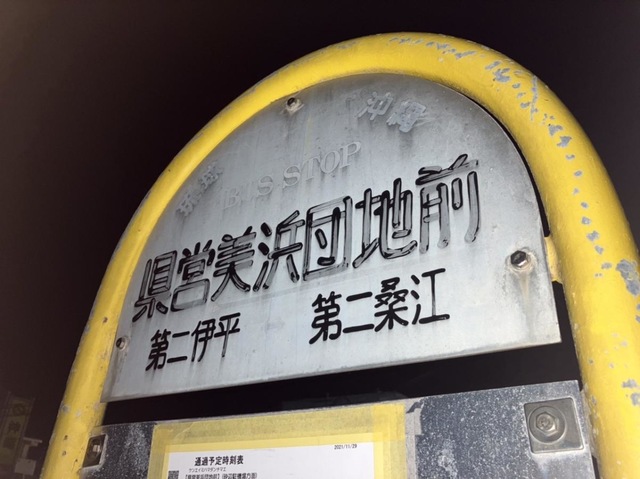 沖縄
BUS STOP
県営美浜団地前
第二伊平 第二桑江
2021/11/29
通過予定時刻表